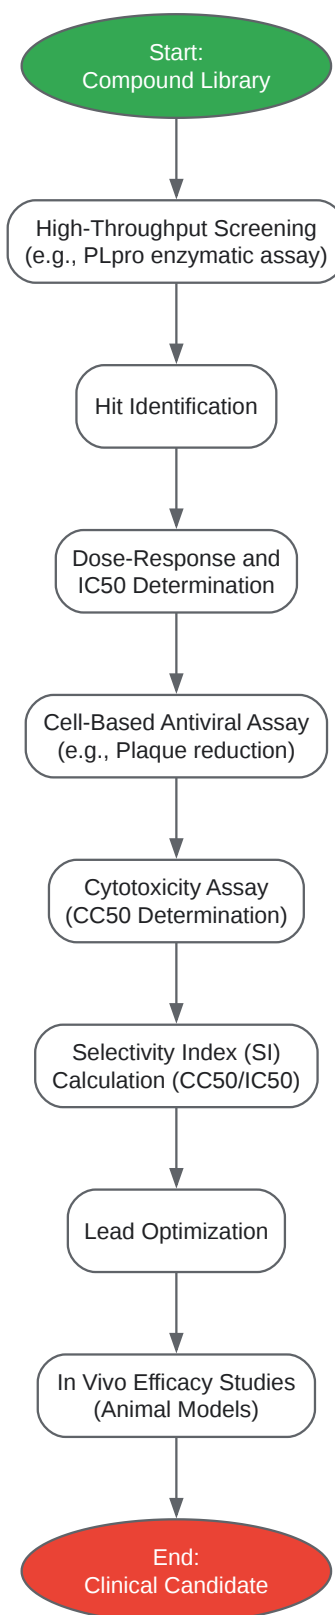 Start:
Compound Library
High-Throughput Screening
(e.g., PLpro enzymatic assay)
Hit Identification
Dose-Response and
IC50 Determination
Cell-Based Antiviral Assay
(e.g., Plaque reduction)
Cytotoxicity Assay
(CC50 Determination)
Selectivity Index (SI)
Calculation (CC50/IC50)
Lead Optimization
In Vivo Efficacy Studies
(Animal Models)
End:
Clinical Candidate